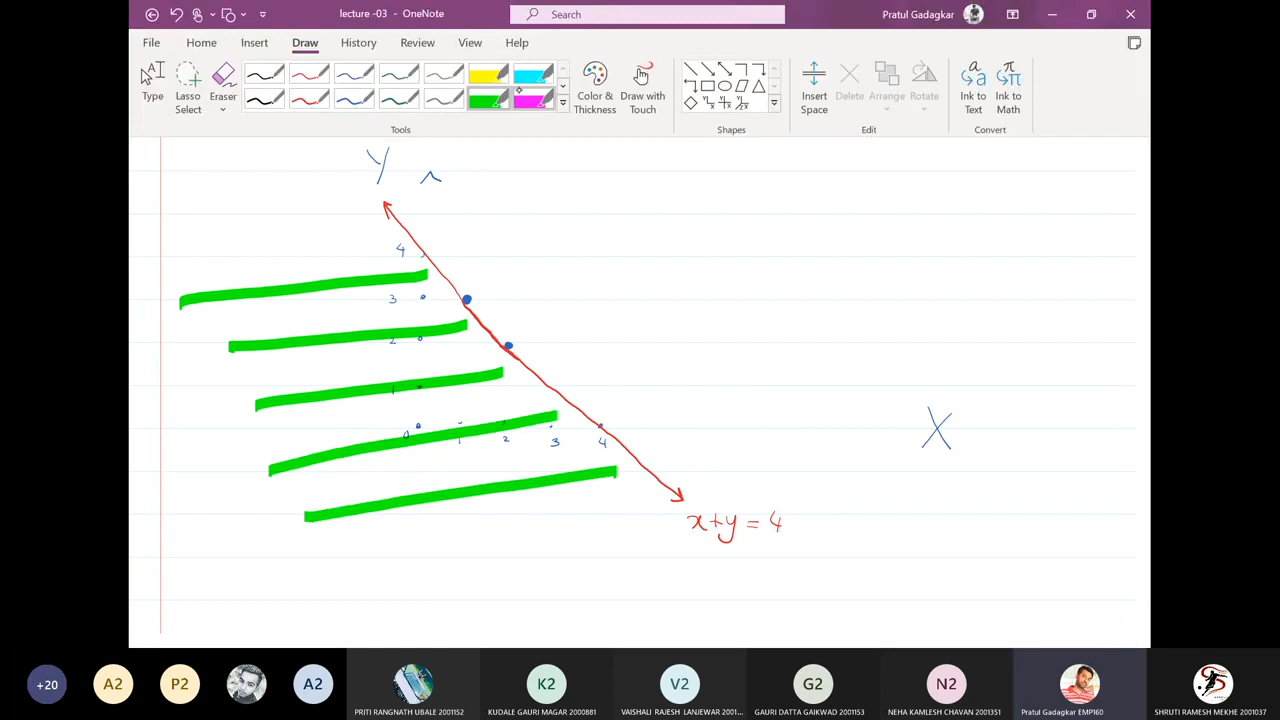 lecture -03 - OneNote
Search
Pratul Gadagkar
File Home Insert Draw History Review View Help
Type
Lasso Select
Eraser
Color & Thickness
Draw with Touch
Insert Space
Delete
Arrange
Rotate
Ink to Text
Ink to Math
Tools
Shapes
Edit
Convert
Y
4
3
2
1
0 1 2 3 4
X
x+y = 4
+20
A2
P2
A2
PRITI RANGNATH UBALE 2001152
K2
KUDALE GAURI MAGAR 2000881
V2
VAISHALI RAJESH LANJEWAR 2001...
G2
GAURI DATTA GAIKWAD 2001153
N2
NEHA KAMLESH CHAVAN 2001351
Pratul Gadagkar EMP160
SHRUTI RAMESH MEKHE 2001037